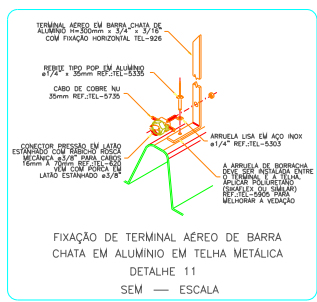 TERMINAL AÉREO EM BARRA CHATA DE
ALUMÍNIO H=300mm x 3/4" x 3/16"
COM FIXAÇÃO HORIZONTAL TEL-926
REBITE TIPO POP EM ALUMÍNIO
ø1/4" x 35mm REF.:TEL-5335
CABO DE COBRE NU
35mm REF.:TEL-5735
CONECTOR PRESSÃO EM LATÃO
ESTANHADO COM RABICHO ROSCA
MECÂNICA ø3/8" PARA CABOS
16mm A 70mm REF.:TEL-620
VEM COM PORCA EM
LATÃO ESTANHADO ø3/8"
ARRUELA LISA EM AÇO INOX
ø1/4" REF.:TEL-5303
A ARRUELA DE BORRACHA
DEVE SER INSTALADA ENTRE
O TERMINAL E A TELHA.
APLICAR POLIURETANO
(SIKAFLEX OU SIMILAR)
REF.:TEL-5905 PARA
MELHORAR A VEDAÇÃO
FIXAÇÃO DE TERMINAL AÉREO DE BARRA
CHATA EM ALUMÍNIO EM TELHA METÁLICA
DETALHE 11
SEM — ESCALA